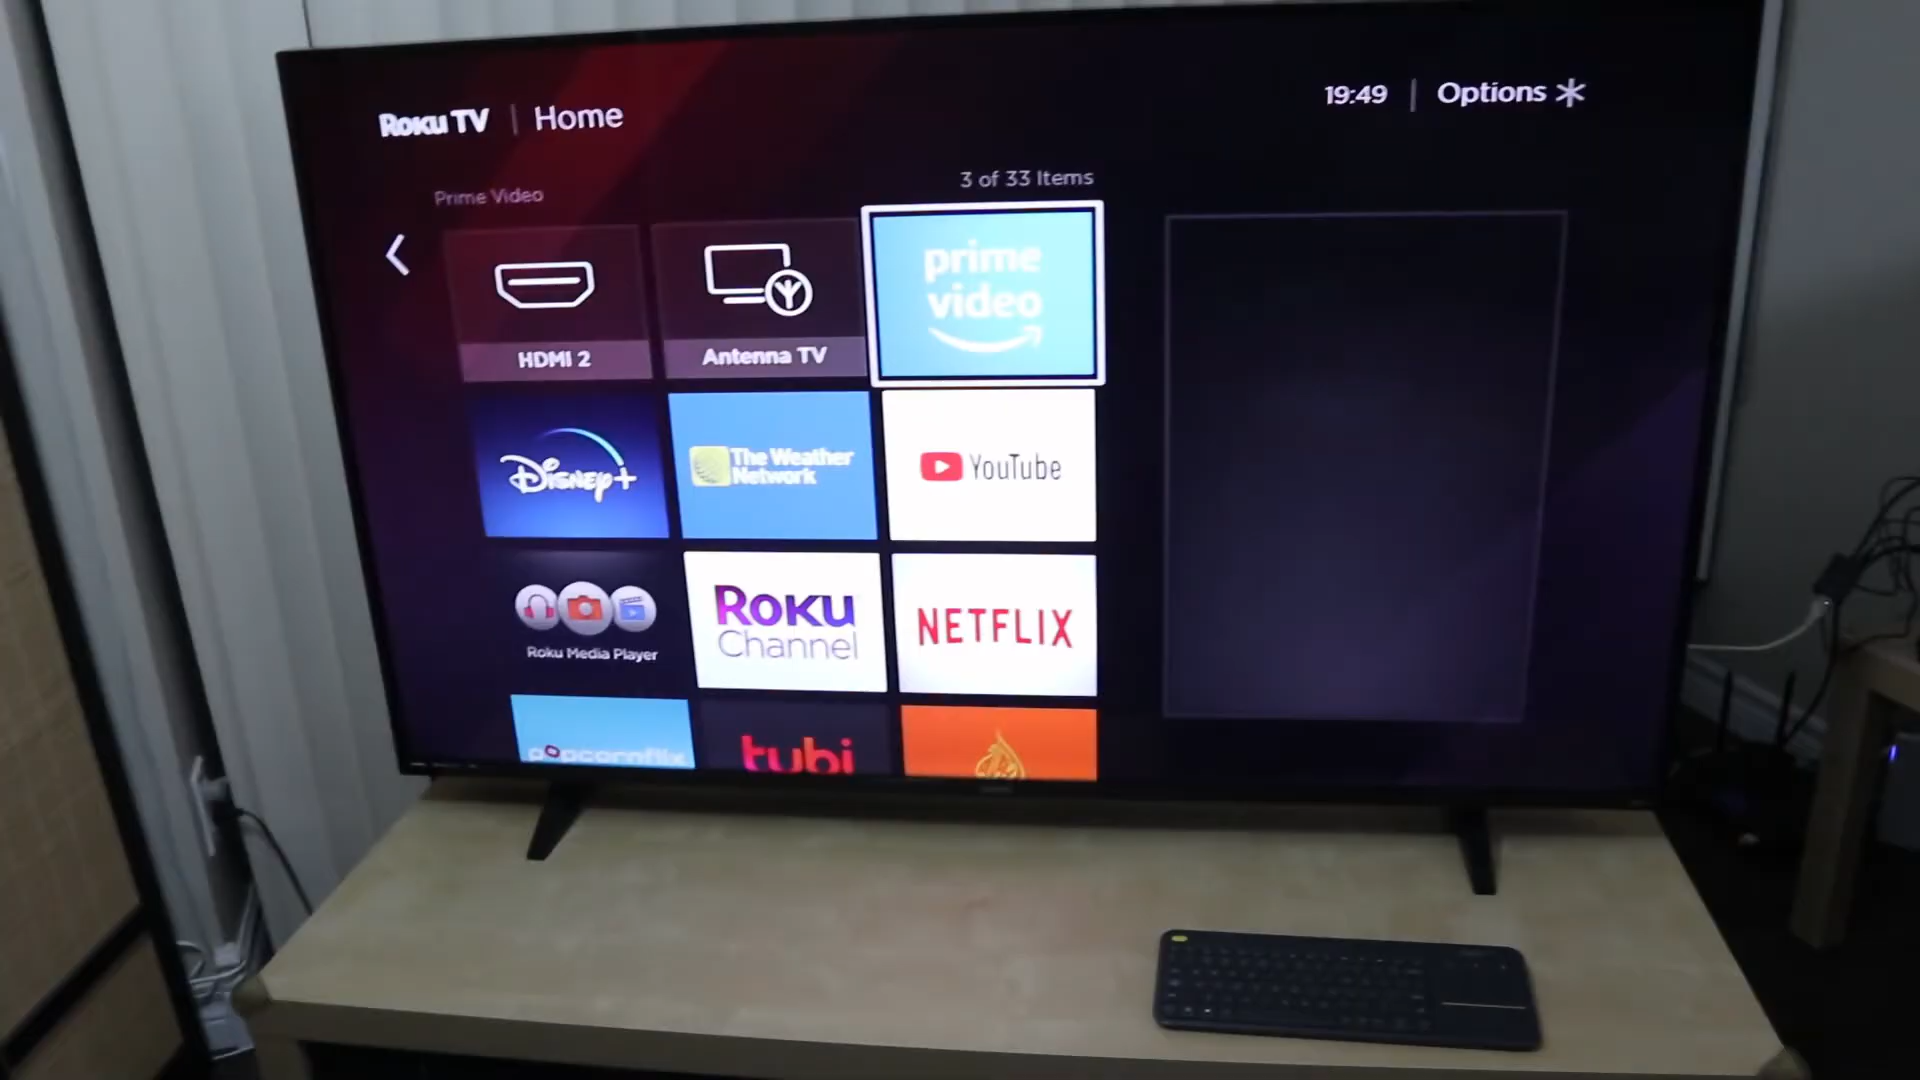 Roku TV | Home
19:49 | Options
3 of 33 Items
Prime Video
HDMI 2
Antenna TV
prime
video
Disney+
The Weather
Network
YouTube
Roku Media Player
Roku
Channel
NETFLIX
popcornflix
tubi